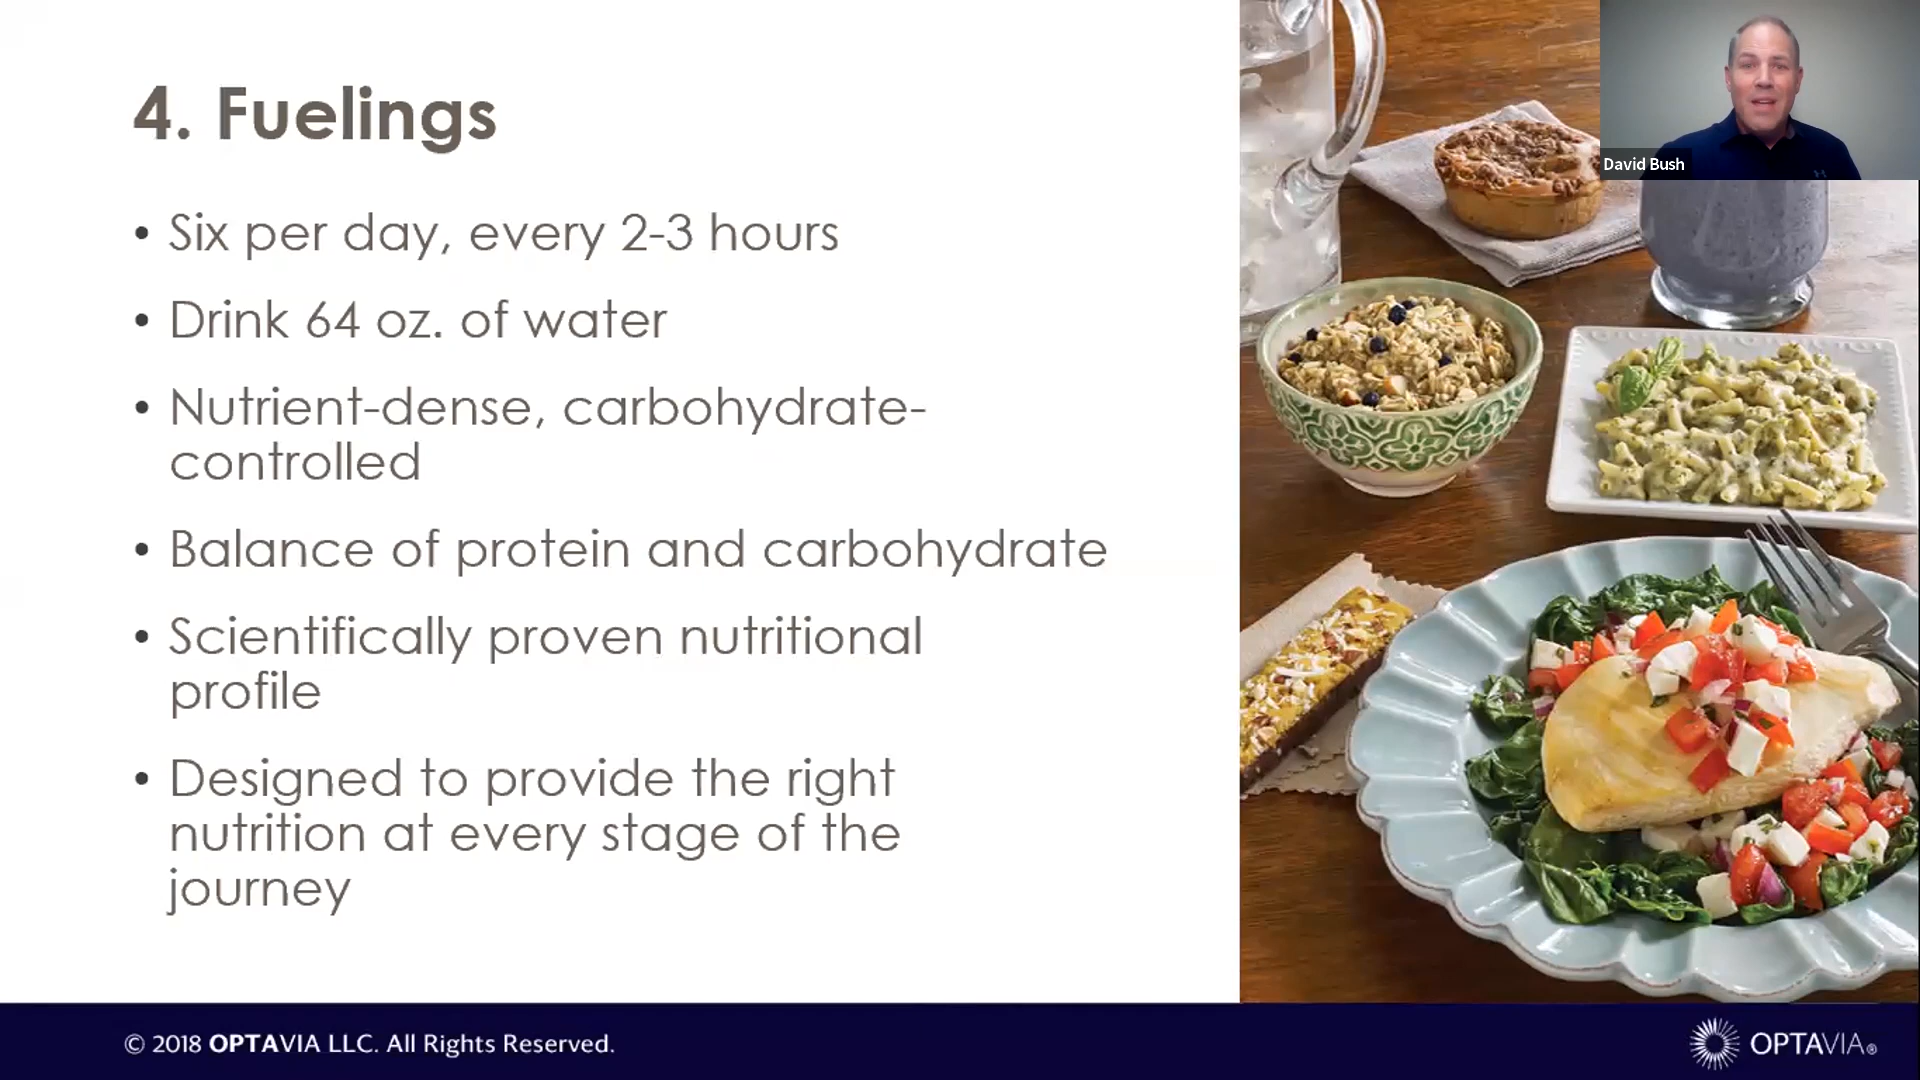 4. Fuelings
David Bush
• Six per day, every 2-3 hours
• Drink 64 oz. of water
• Nutrient-dense, carbohydrate-
controlled
• Balance of protein and carbohydrate
• Scientifically proven nutritional
profile
• Designed to provide the right
nutrition at every stage of the
journey
© 2018 OPTAVIA LLC. All Rights Reserved.
OPTAVIA®